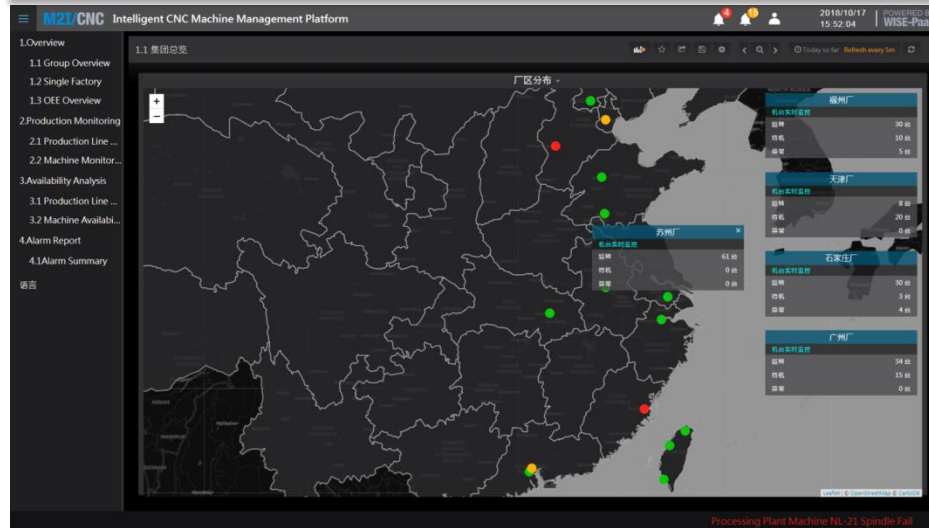 M2I/CNC Intelligent CNC Machine Management Platform
4
15
2018/10/17
15:52:04
POWERED B
WISE-Paa
1.Overview
1.1 Group Overview
1.2 Single Factory
1.3 OEE Overview
2.Production Monitoring
2.1 Production Line ...
2.2 Machine Monitor...
3.Availability Analysis
3.1 Production Line ...
3.2 Machine Availabi...
4.Alarm Report
4.1Alarm Summary
语言
1.1 集团总览
Today so far Refresh every 5m
厂区分布
+
−
苏州厂 ×
机台实时监控
运转 61 台
待机 0 台
异常 0 台
福州厂
机台实时监控
运转 30 台
待机 10 台
异常 5 台
天津厂
机台实时监控
运转 8 台
待机 20 台
异常 0 台
石家庄厂
机台实时监控
运转 30 台
待机 3 台
异常 4 台
广州厂
机台实时监控
运转 34 台
待机 15 台
异常 0 台
Leaflet | © OpenStreetMap © CartoDB
Processing Plant Machine NL-21 Spindle Fail